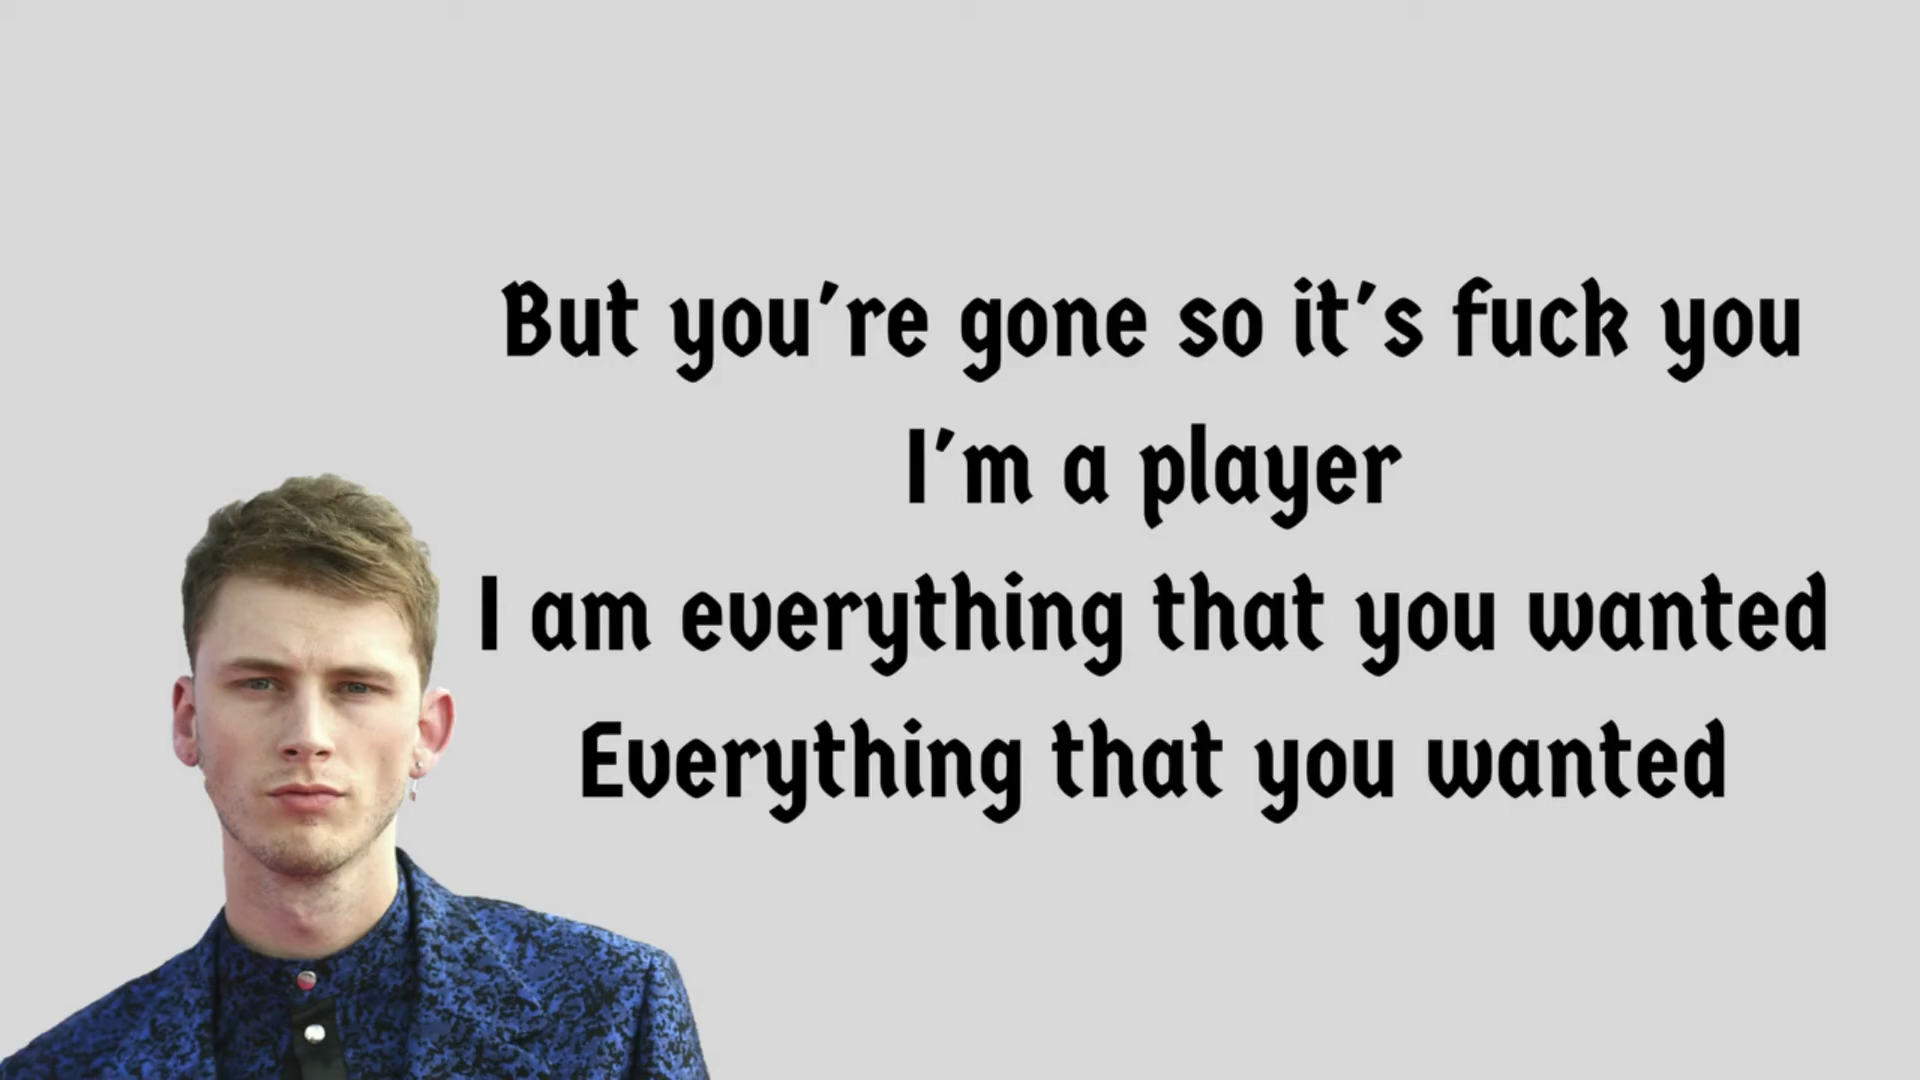 But you're gone so it's fuck you
I'm a player
I am everything that you wanted
Everything that you wanted